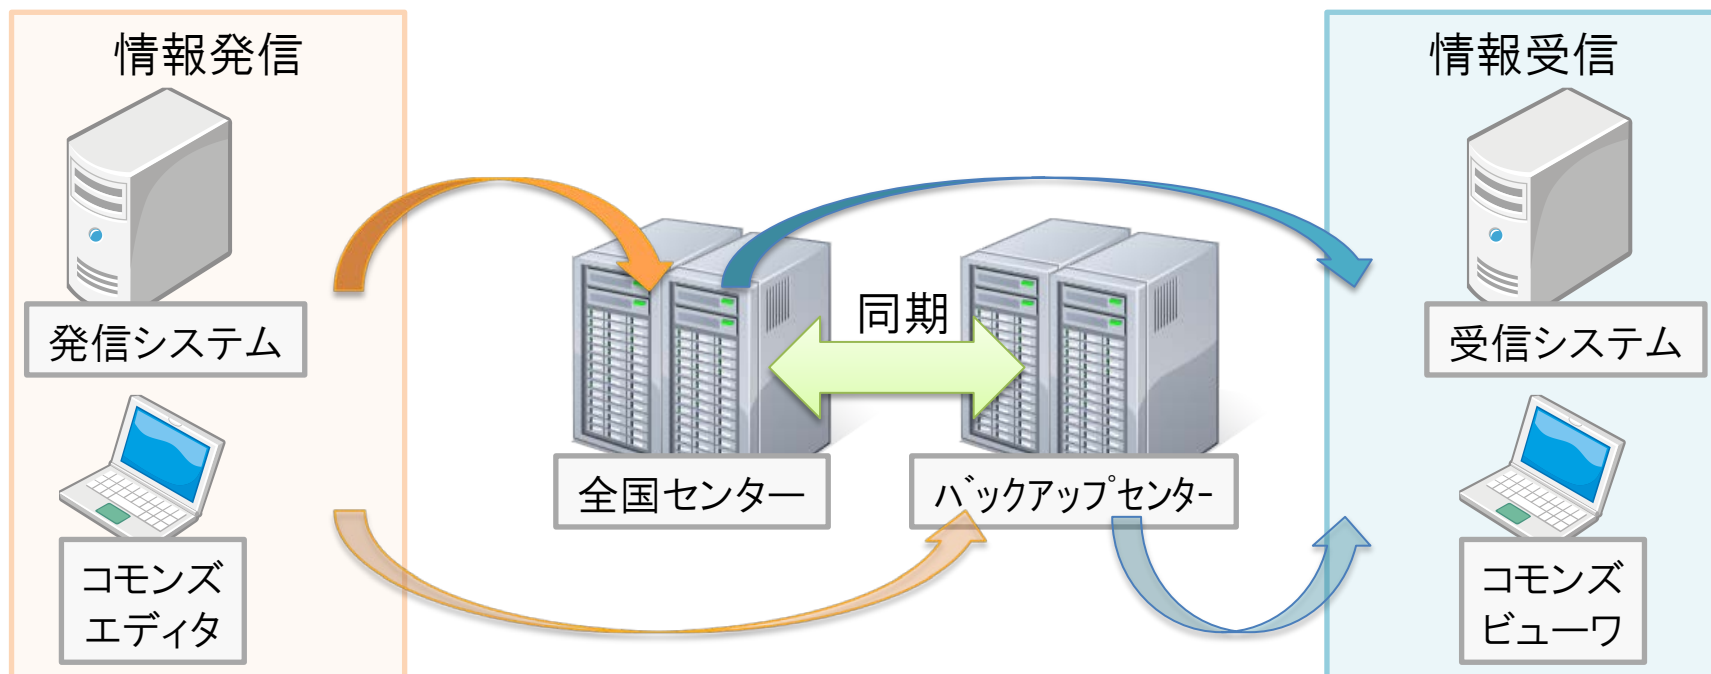 情報発信
情報受信
同期
発信システム
受信システム
全国センター
バックアップセンター
コモンズ
エディタ
コモンズ
ビューワ